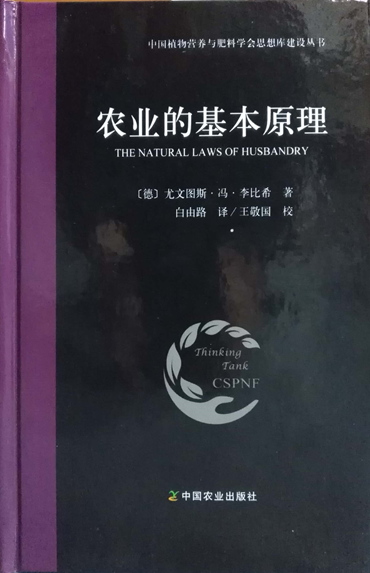 中国植物营养与肥料学会思想库建设丛书
农业的基本原理
THE NATURAL LAWS OF HUSBANDRY
〔德〕尤文图斯·冯·李比希 著
白由路 译/王敬国 校
Thinking
Tank
CSPNF
中国农业出版社